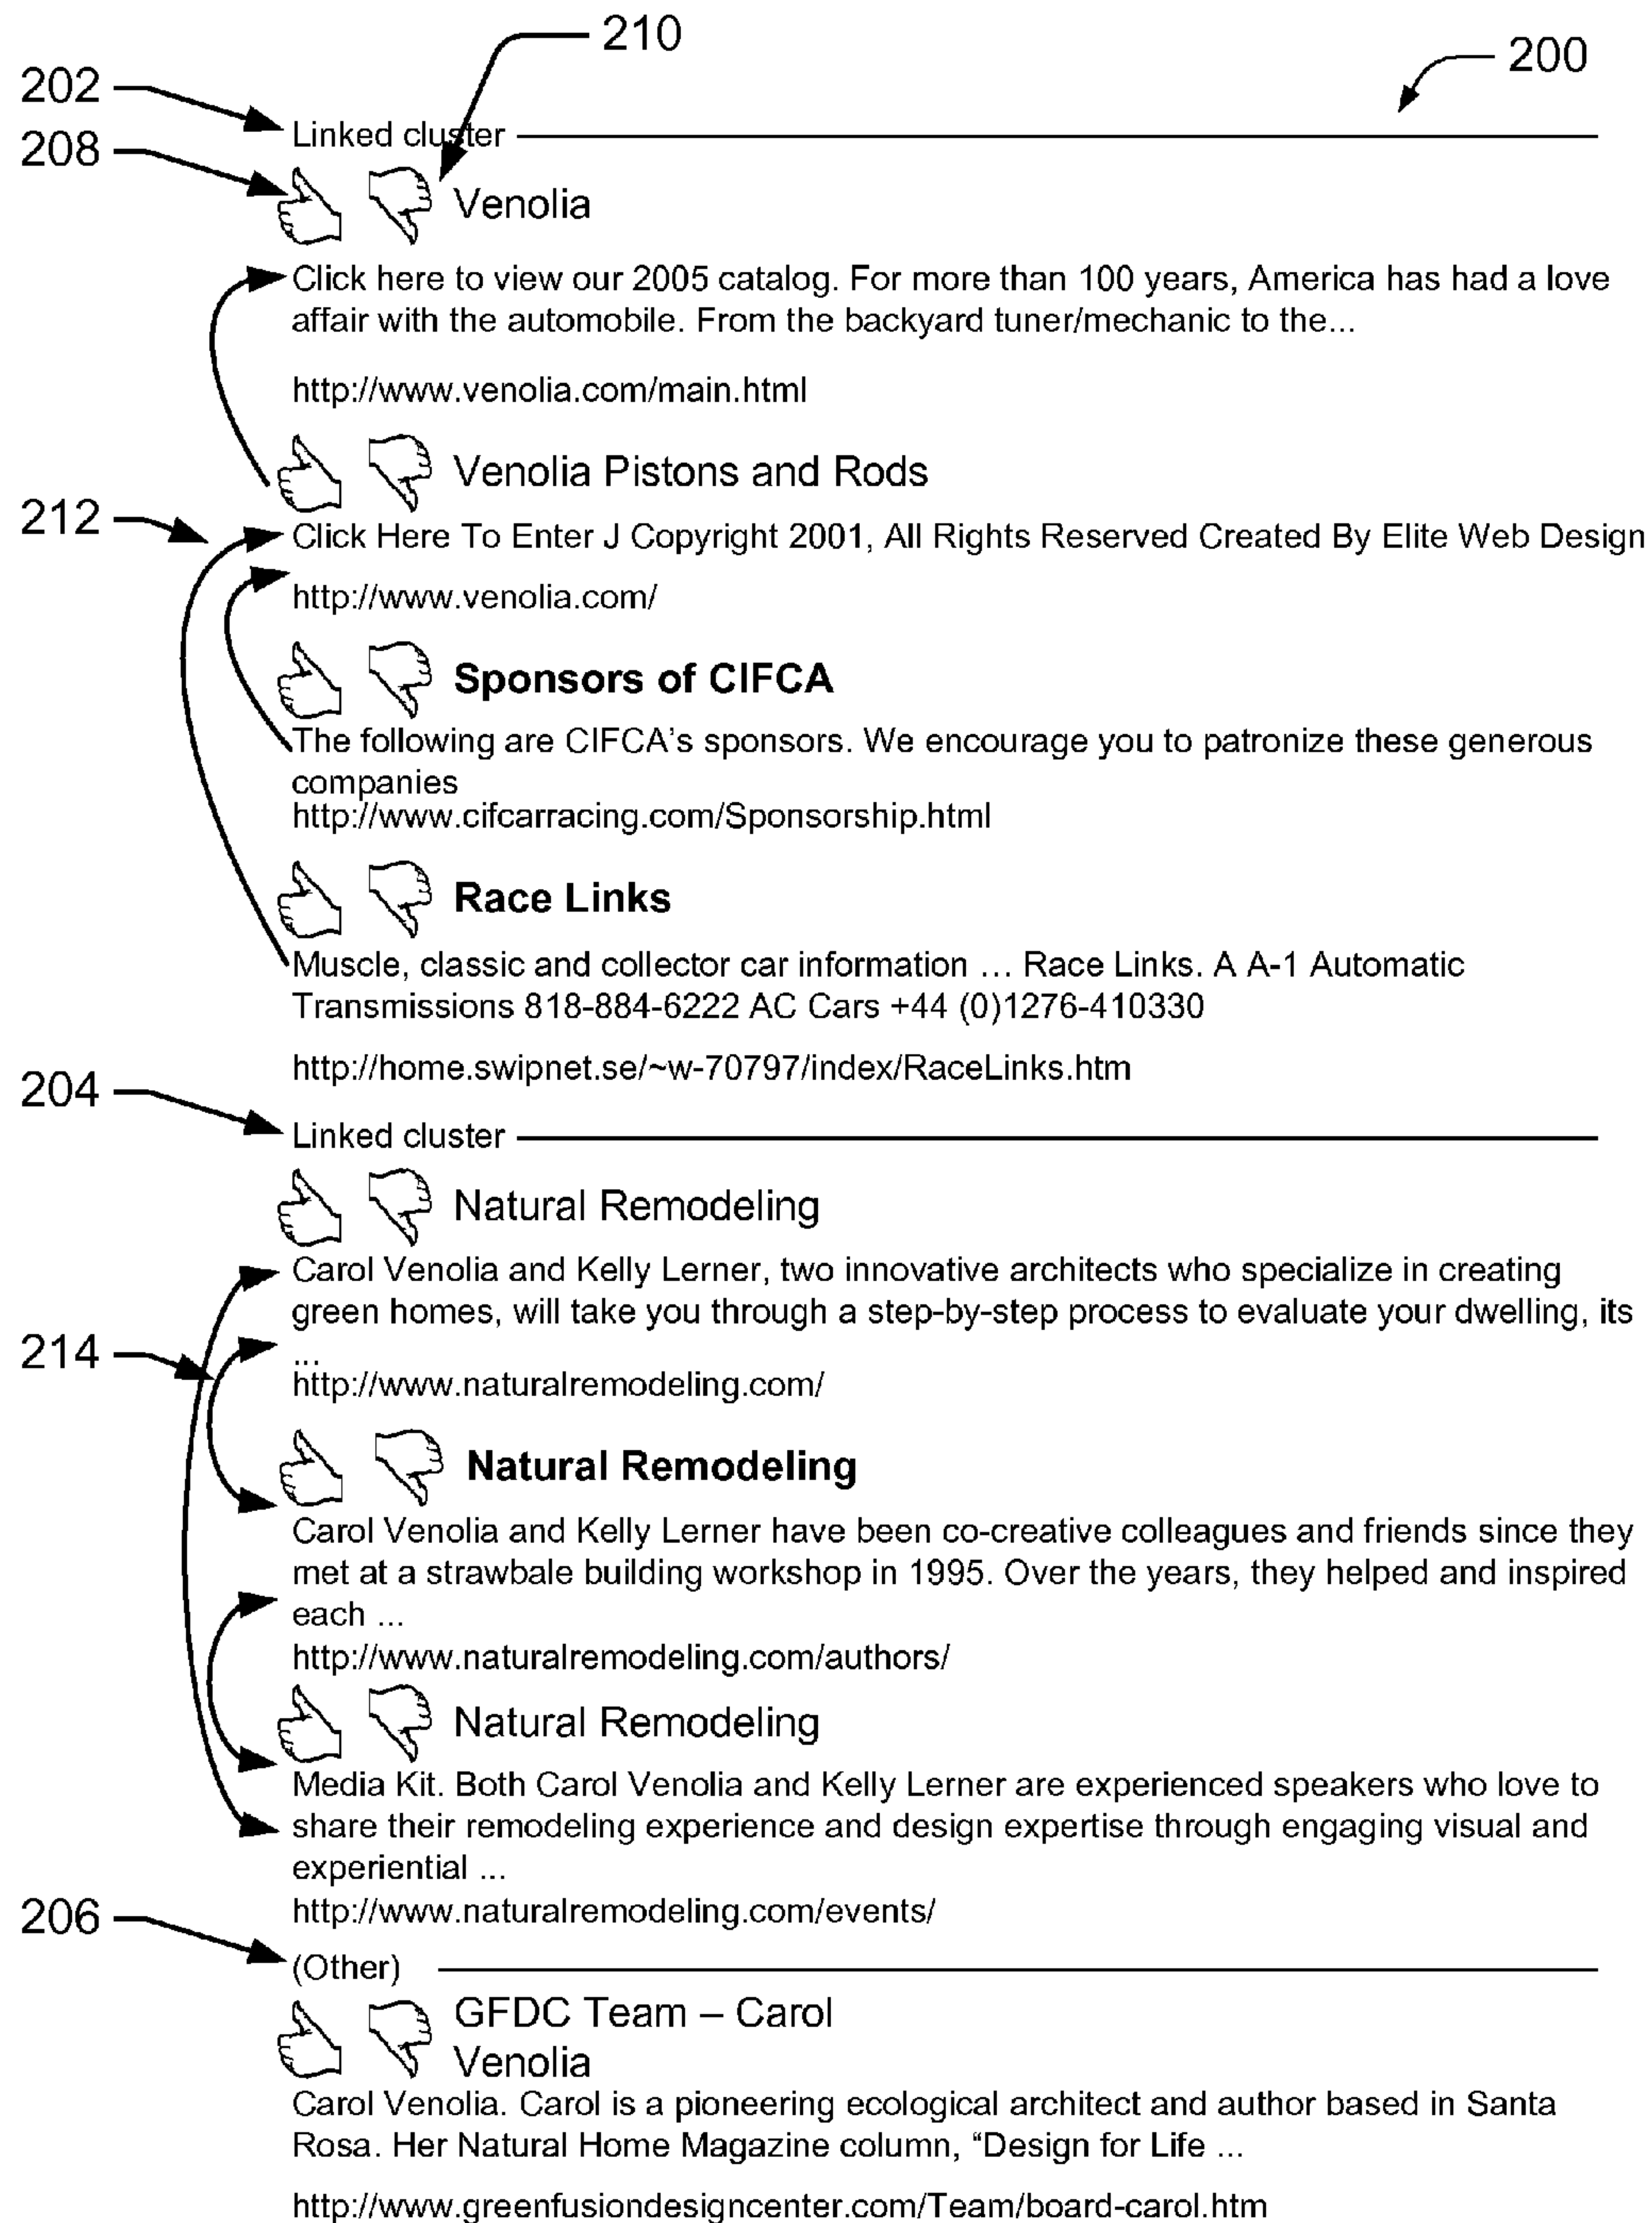 210
200
202
Linked cluster
208
Venolia
Click here to view our 2005 catalog. For more than 100 years, America has had a love
affair with the automobile. From the backyard tuner/mechanic to the...
http://www.venolia.com/main.html
Venolia Pistons and Rods
212
Click Here To Enter J Copyright 2001, All Rights Reserved Created By Elite Web Design
http://www.venolia.com/
Sponsors of CIFCA
The following are CIFCA's sponsors. We encourage you to patronize these generous
companies
http://www.cifcarracing.com/Sponsorship.html
Race Links
Muscle, classic and collector car information ... Race Links. A A-1 Automatic
Transmissions 818-884-6222 AC Cars +44 (0)1276-410330
http://home.swipnet.se/~w-70797/index/RaceLinks.htm
204
Linked cluster
Natural Remodeling
Carol Venolia and Kelly Lerner, two innovative architects who specialize in creating
green homes, will take you through a step-by-step process to evaluate your dwelling, its
214
...
http://www.naturalremodeling.com/
Natural Remodeling
Carol Venolia and Kelly Lerner have been co-creative colleagues and friends since they
met at a strawbale building workshop in 1995. Over the years, they helped and inspired
each ...
http://www.naturalremodeling.com/authors/
Natural Remodeling
Media Kit. Both Carol Venolia and Kelly Lerner are experienced speakers who love to
share their remodeling experience and design expertise through engaging visual and
experiential ...
http://www.naturalremodeling.com/events/
206
(Other)
GFDC Team – Carol
Venolia
Carol Venolia. Carol is a pioneering ecological architect and author based in Santa
Rosa. Her Natural Home Magazine column, “Design for Life ...
http://www.greenfusiondesigncenter.com/Team/board-carol.htm